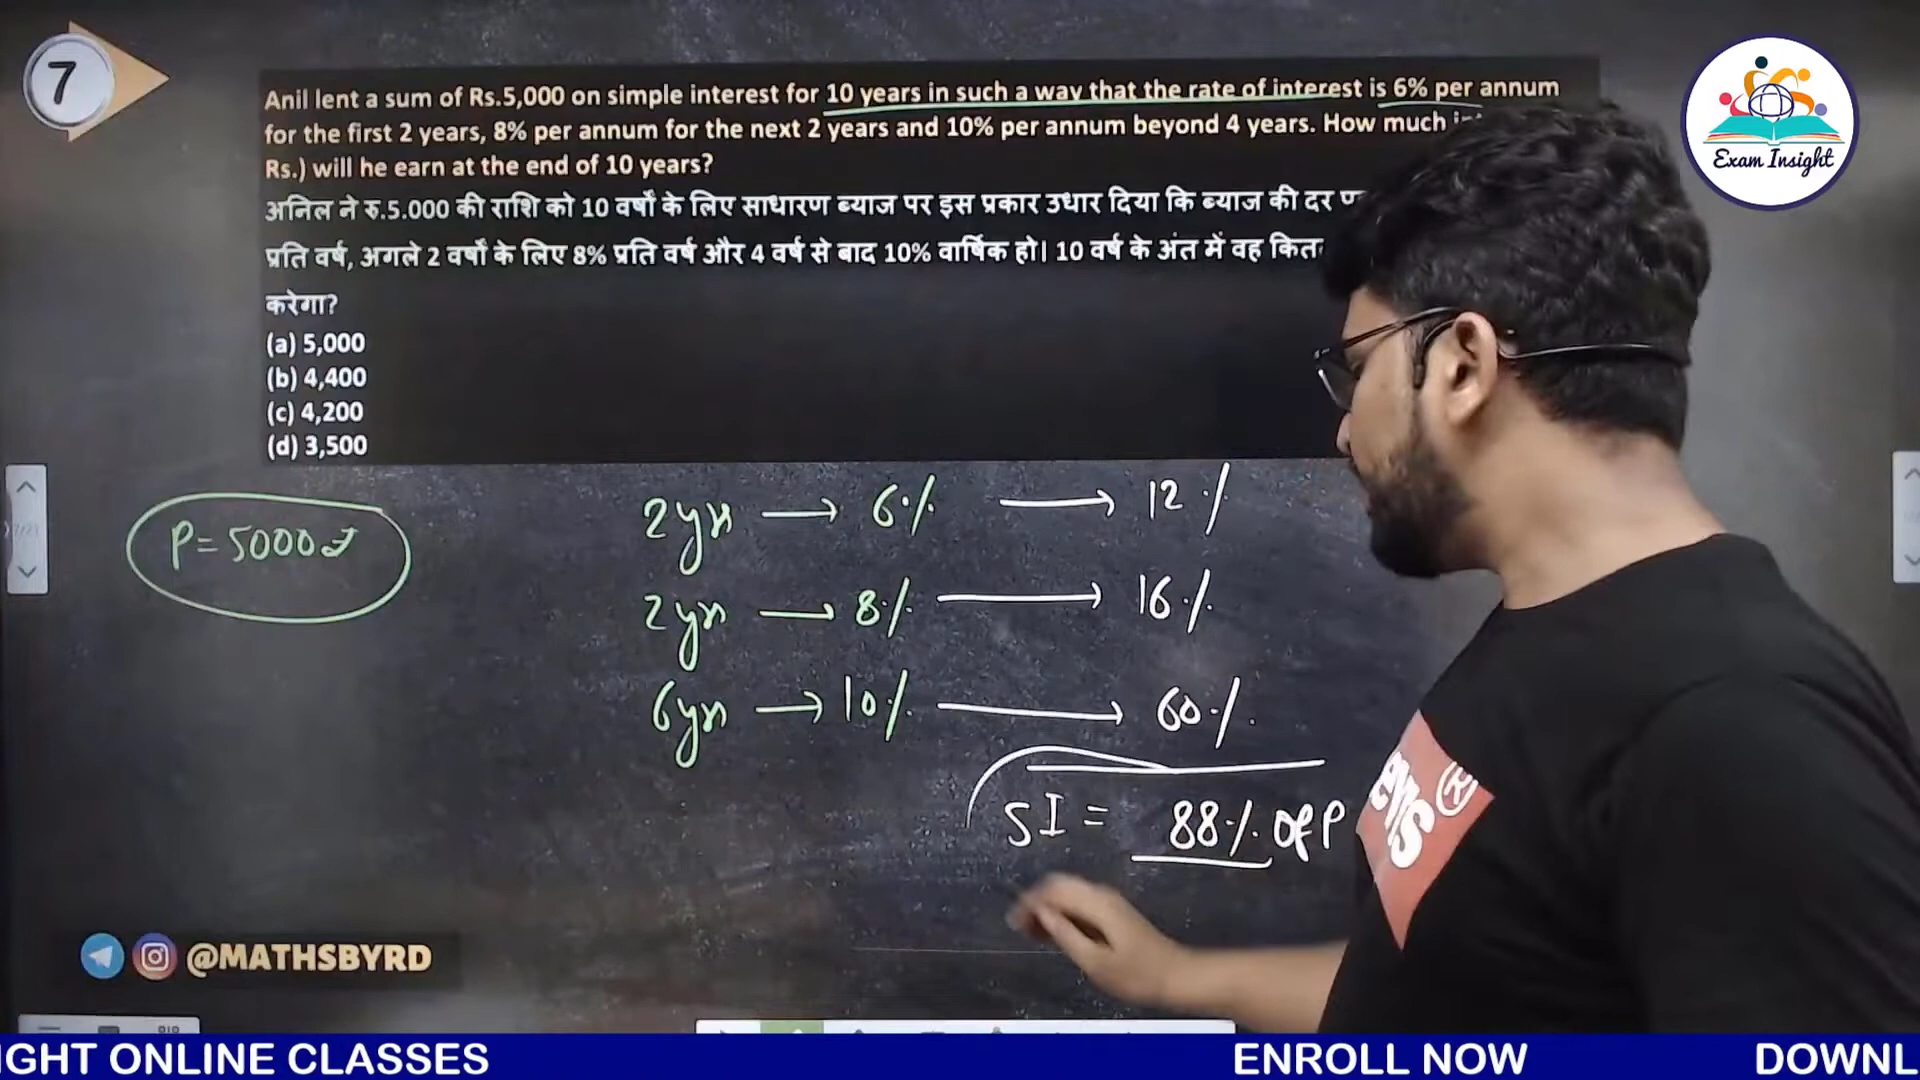 7
Anil lent a sum of Rs.5,000 on simple interest for 10 years in such a way that the rate of interest is 6% per annum
for the first 2 years, 8% per annum for the next 2 years and 10% per annum beyond 4 years. How much
Rs.) will he earn at the end of 10 years?
अनिल ने रु.5.000 की राशि को 10 वर्षों के लिए साधारण ब्याज पर इस प्रकार उधार दिया कि ब्याज की दर
प्रति वर्ष, अगले 2 वर्षों के लिए 8% प्रति वर्ष और 4 वर्ष से बाद 10% वार्षिक हो। 10 वर्ष के अंत में वह
करेगा?
(a) 5,000
(b) 4,400
(c) 4,200
(d) 3,500
Exam Insight
P = 5000
2yr → 6% → 12%
2yr → 8% → 16%
6yr → 10% → 60%
SI = 88% of P
@MATHSBYRD
IGHT ONLINE CLASSES ENROLL NOW DOWNL